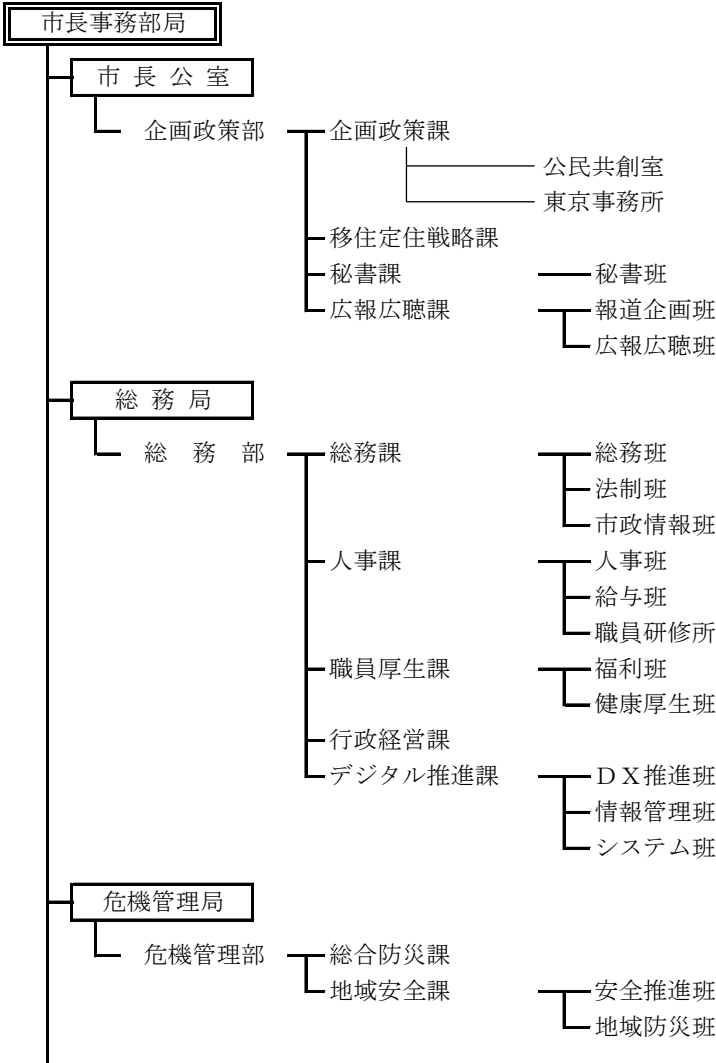 市長事務部局
市長公室
企画政策部 企画政策課
公民共創室
東京事務所
移住定住戦略課
秘書課 秘書班
広報広聴課 報道企画班
広報広聴班
総務局
総務部 総務課 総務班
法制班
市政情報班
人事課 人事班
給与班
職員研修所
職員厚生課 福利班
健康厚生班
行政経営課
デジタル推進課 ＤＸ推進班
情報管理班
システム班
危機管理局
危機管理部 総合防災課
地域安全課 安全推進班
地域防災班